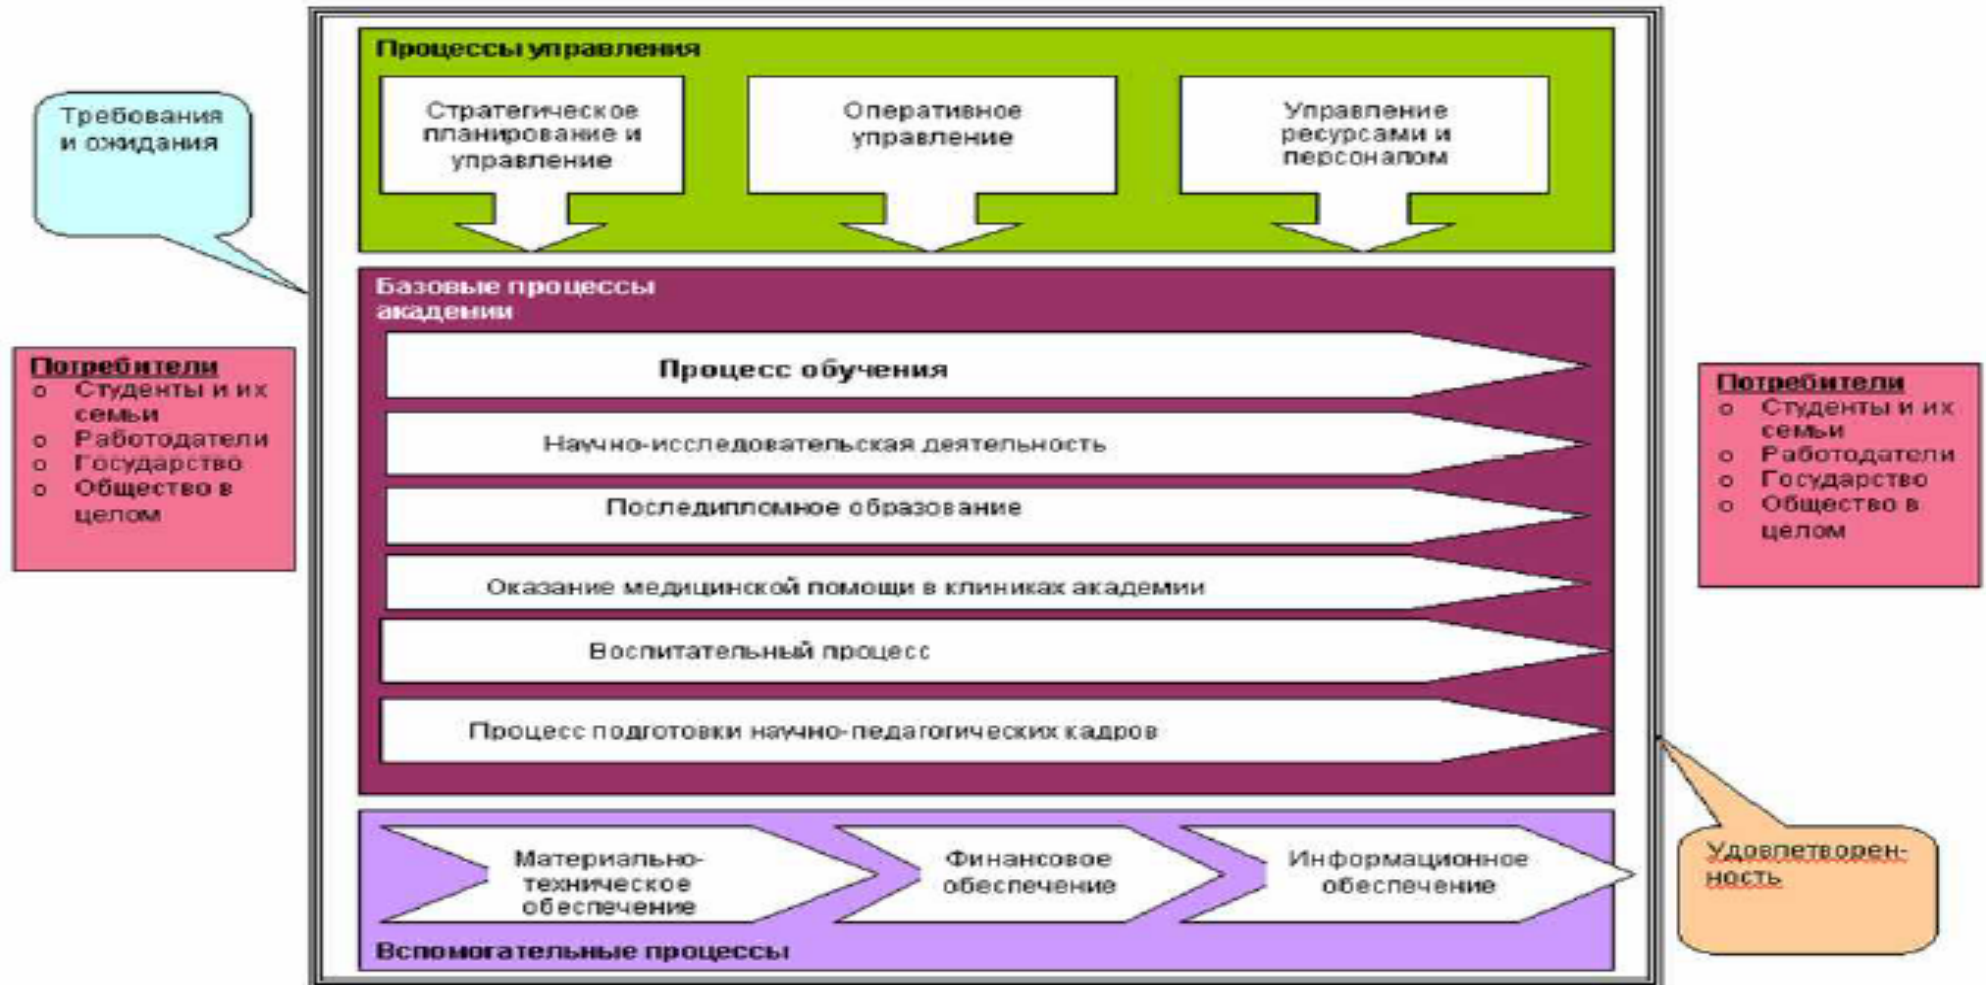 Процессы управления
Стратегическое
планирование и
управление
Оперативное
управление
Управление
ресурсами и
персоналом
Требования
и ожидания
Базовые процессы
академии
Процесс обучения
Научно-исследовательская деятельность
Последипломное образование
Оказание медицинской помощи в клиниках академии
Воспитательный процесс
Процесс подготовки научно-педагогических кадров
Потребители
o Студенты и их
семьи
o Работодатели
o Государство
o Общество в
целом
Потребители
o Студенты и их
семьи
o Работодатели
o Государство
o Общество в
целом
Материально-
техническое
обеспечение
Финансовое
обеспечение
Информационное
обеспечение
Вспомогательные процессы
Удовлетворен-
ность